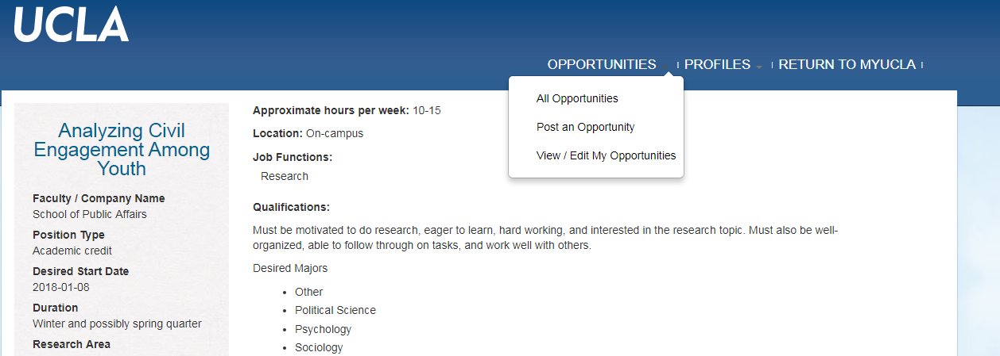 UCLA
OPPORTUNITIES
PROFILES
RETURN TO MYUCLA
All Opportunities
Post an Opportunity
View / Edit My Opportunities
Analyzing Civil
Engagement Among
Youth
Faculty / Company Name
School of Public Affairs
Position Type
Academic credit
Desired Start Date
2018-01-08
Duration
Winter and possibly spring quarter
Research Area
Approximate hours per week: 10-15
Location: On-campus
Job Functions:
Research
Qualifications:
Must be motivated to do research, eager to learn, hard working, and interested in the research topic. Must also be well-
organized, able to follow through on tasks, and work well with others.
Desired Majors
• Other
• Political Science
• Psychology
• Sociology